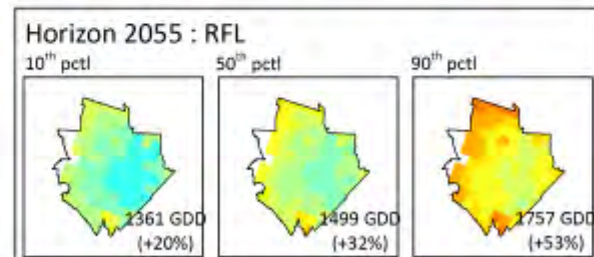 Horizon 2055 : RFL
10th pctl
50th pctl
90th pctl
1361 GDD
(+20%)
1499 GDD
(+32%)
1757 GDD
(+53%)